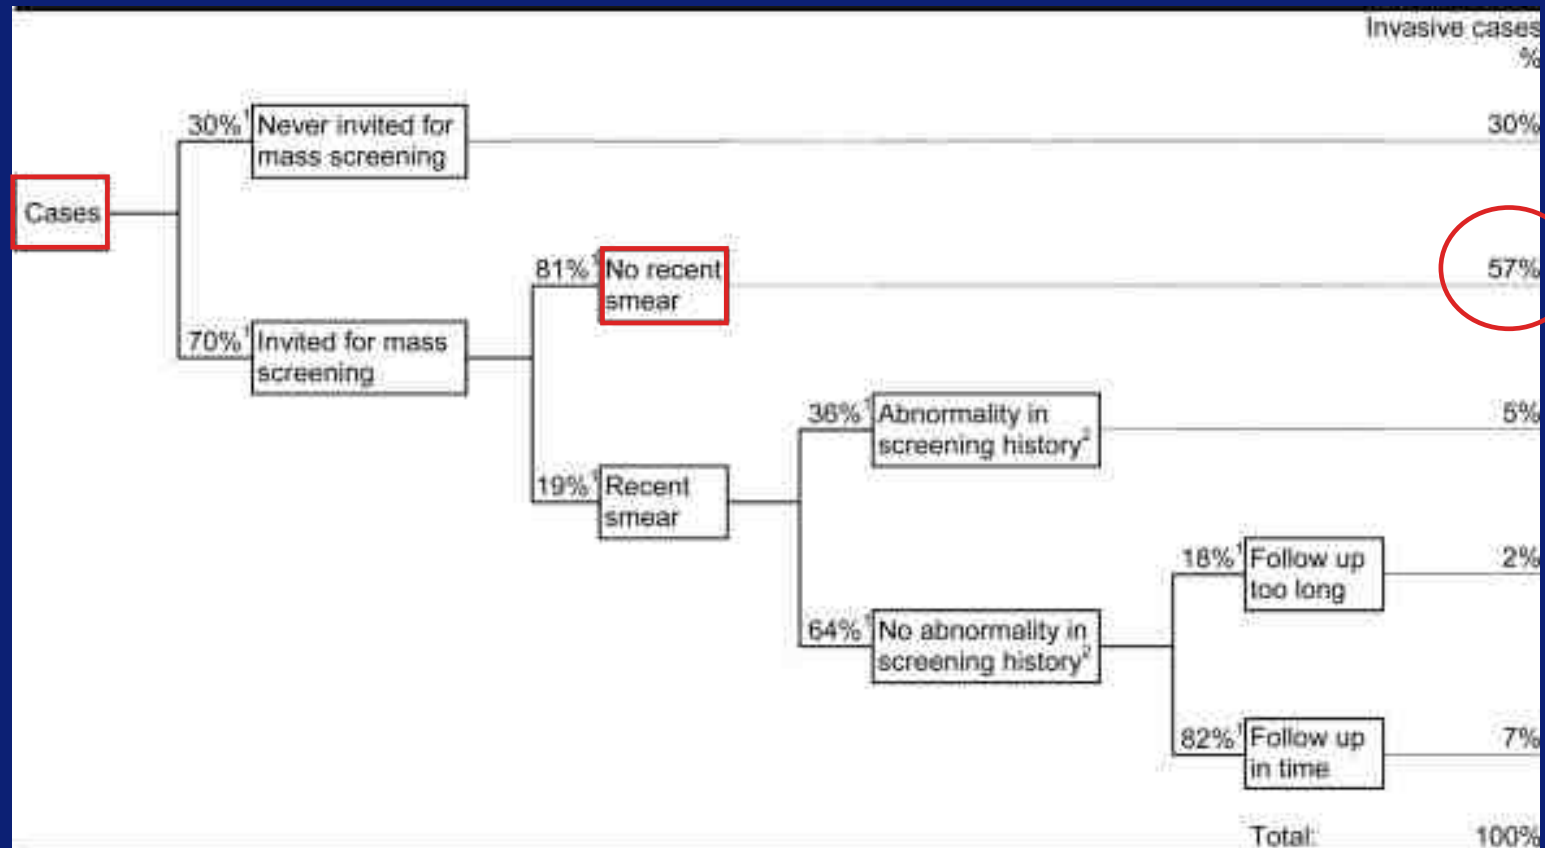 Invasive cases
%
30%¹ Never invited for
mass screening
30%
Cases
81%¹ No recent
smear
57%
70%¹ Invited for mass
screening
36%¹ Abnormality in
screening history²
5%
19%¹ Recent
smear
18%¹ Follow up
too long
2%
64%¹ No abnormality in
screening history²
82%¹ Follow up
in time
7%
Total: 100%